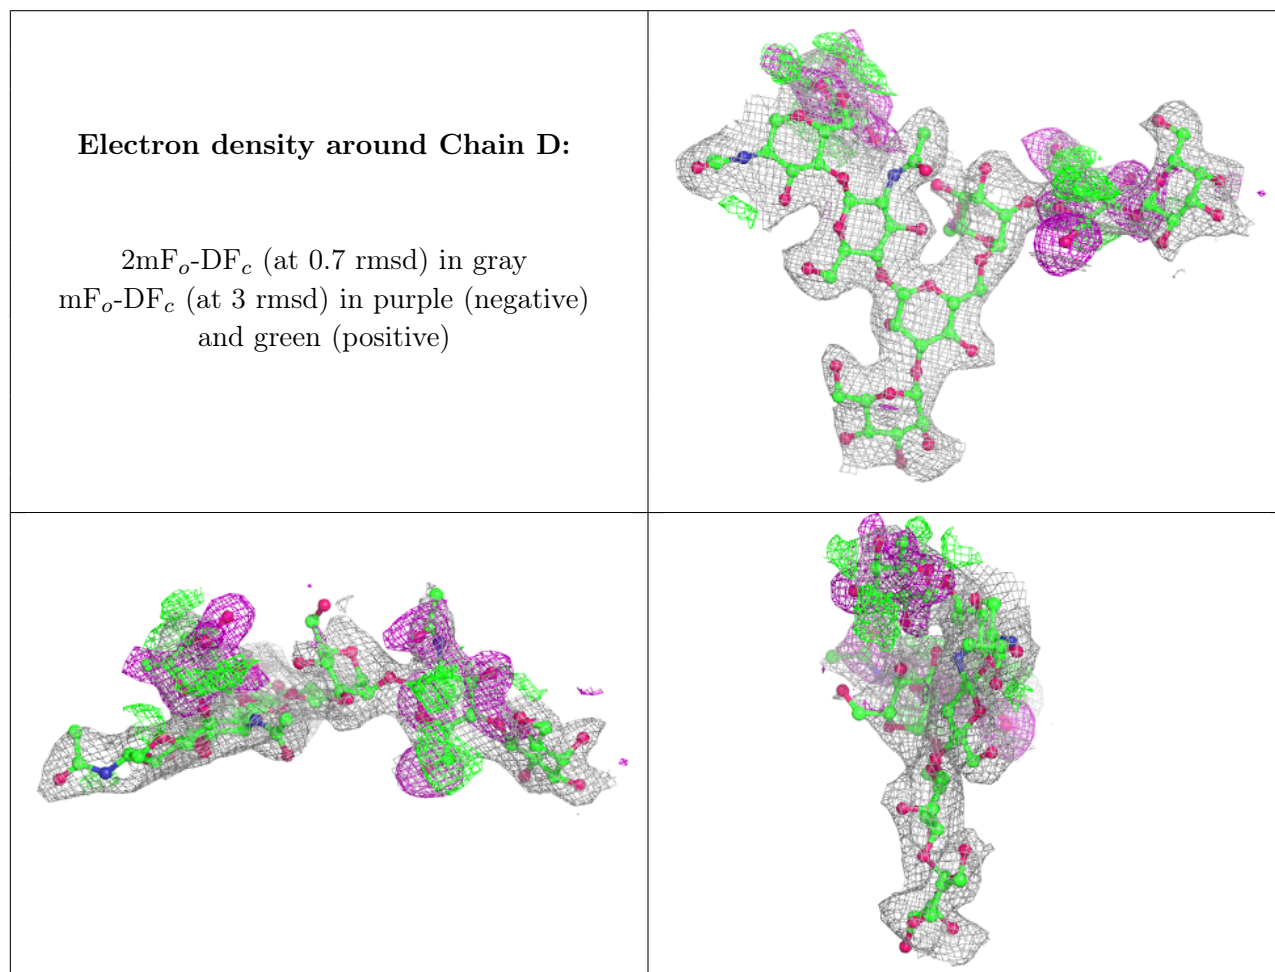 Electron density around Chain D:
2mFₒ-DF𝑐 (at 0.7 rmsd) in gray
mFₒ-DF𝑐 (at 3 rmsd) in purple (negative)
and green (positive)